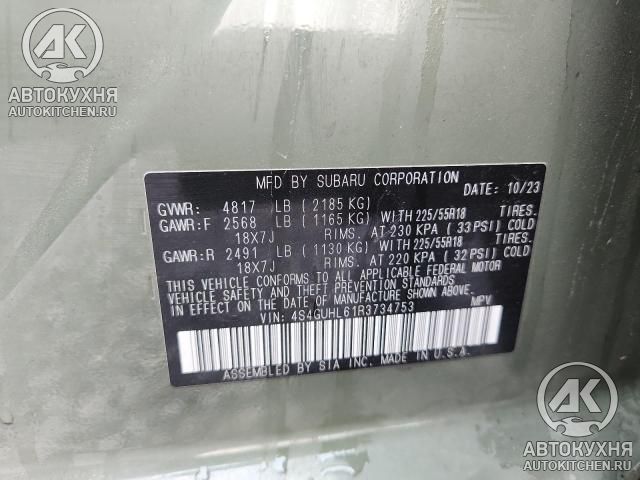 AK
АВТОКУХНЯ
AUTOKITCHEN.RU
MFD BY SUBARU CORPORATION
DATE: 10/23
GVWR: 4817 LB (2185 KG)
GAWR:F 2568 LB (1165 KG) WITH 225/55R18 TIRES.
18X7J RIMS. AT 230 KPA (33 PSI) COLD
GAWR:R 2491 LB (1130 KG) WITH 225/55R18 TIRES.
18X7J RIMS. AT 220 KPA (32 PSI) COLD
THIS VEHICLE CONFORMS TO ALL APPLICABLE FEDERAL MOTOR
VEHICLE SAFETY AND THEFT PREVENTION STANDARDS
IN EFFECT ON THE DATE OF MANUFACTURE SHOWN ABOVE.
VIN: 4S4GUHL61R3734753 MPV
ASSEMBLED BY SIA INC. MADE IN U.S.A.
AK
АВТОКУХНЯ
AUTOKITCHEN.RU